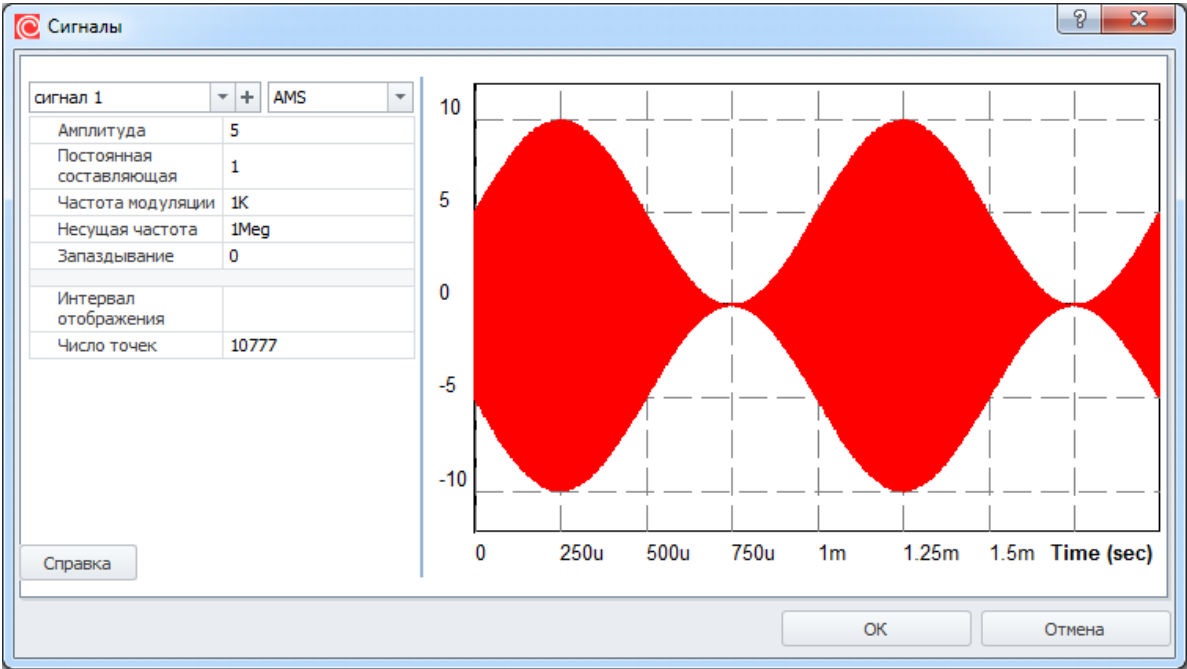 Сигналы
сигнал 1 AMS
Амплитуда 5
Постоянная
составляющая 1
Частота модуляции 1K
Несущая частота 1Meg
Запаздывание 0
Интервал
отображения
Число точек 10777
10
5
0
-5
-10
0 250u 500u 750u 1m 1.25m 1.5m Time (sec)
Справка
OK Отмена